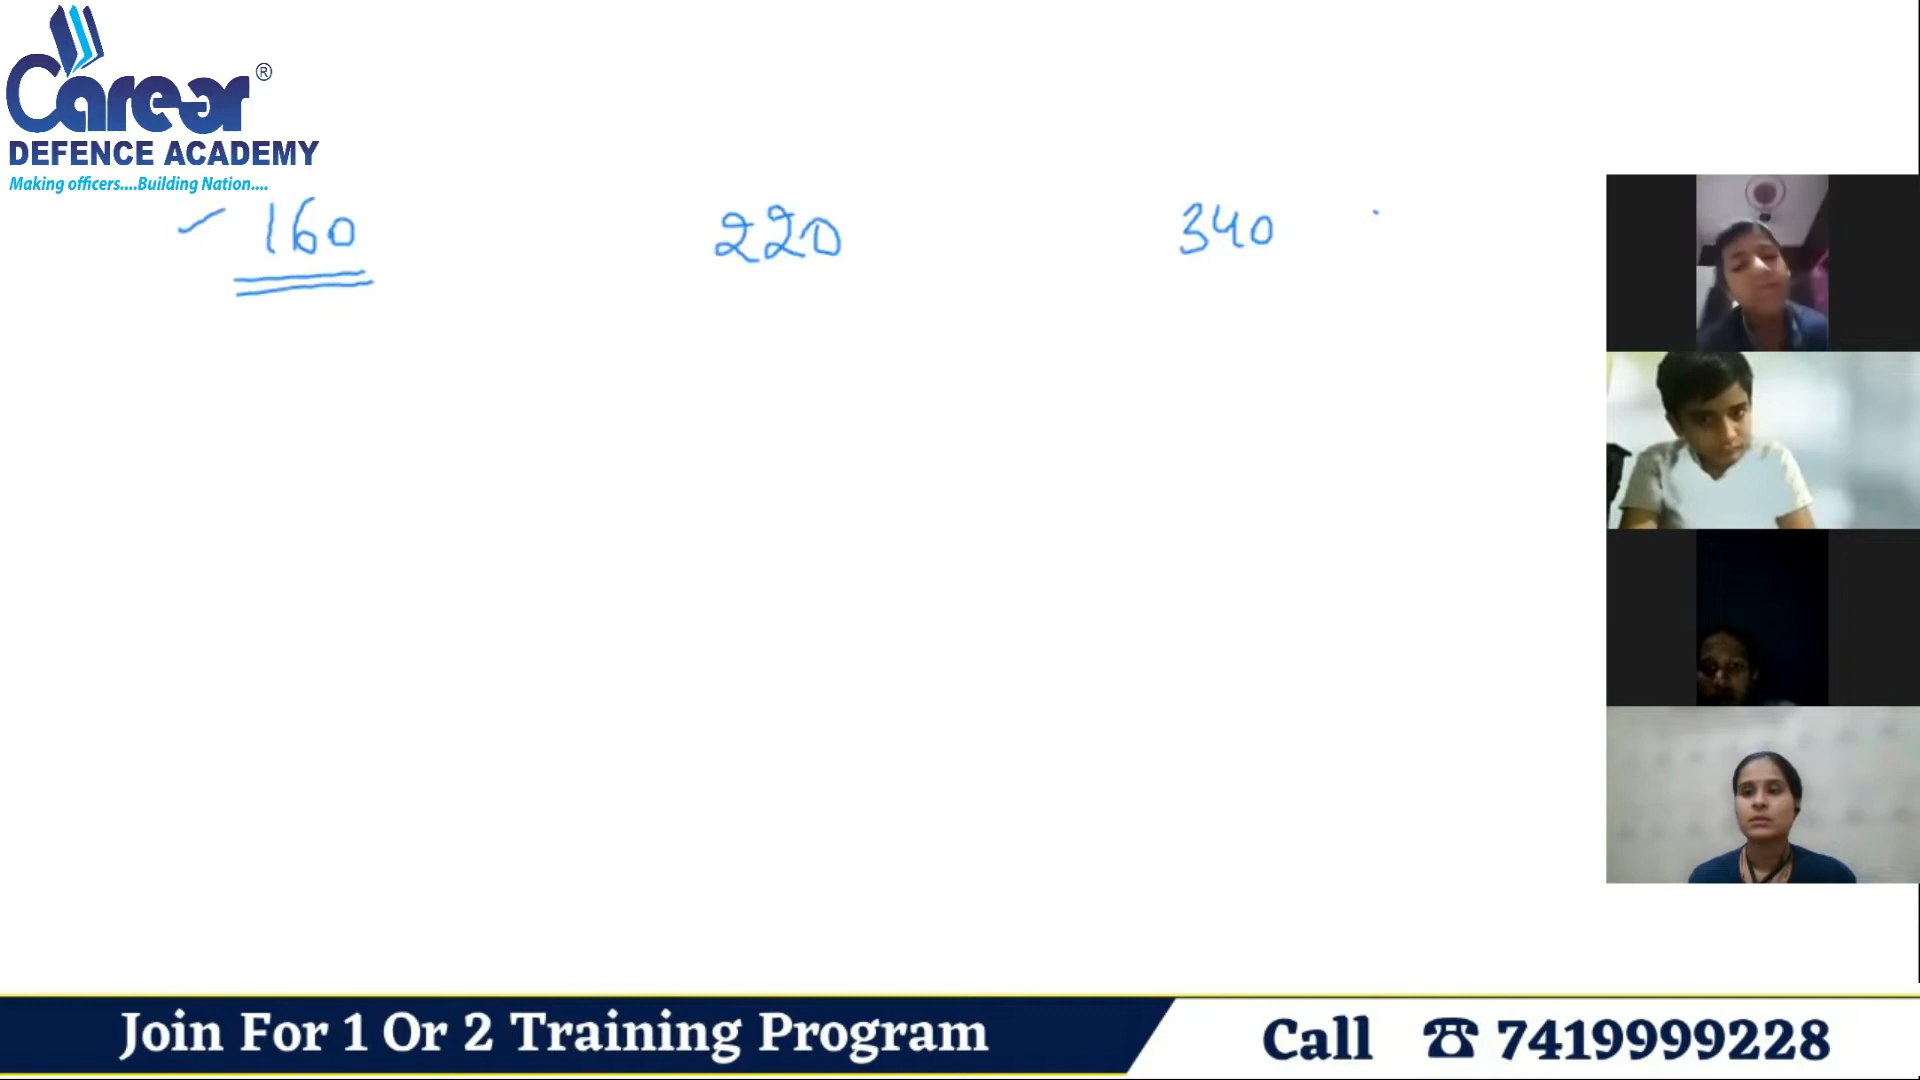 Career®
DEFENCE ACADEMY
Making officers....Building Nation....
160 220 340
Join For 1 Or 2 Training Program
Call ☎ 7419999228